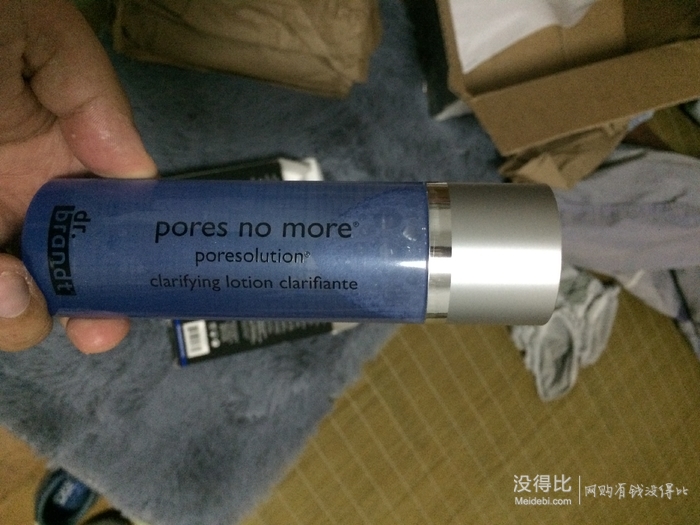 dr.
brandt
pores no more®
poresolution®
clarifying lotion clarifiante
没得比
Meidebi.com
网购有钱没得比